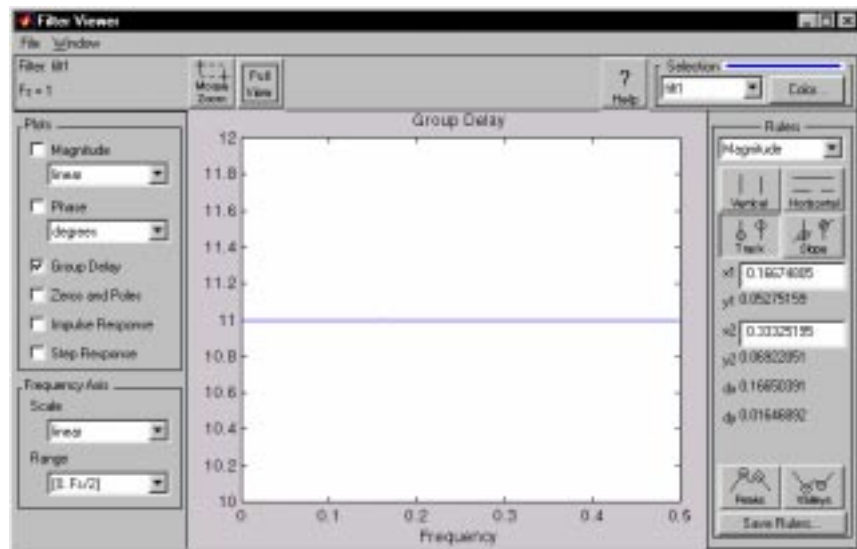 Filter Viewer
File Window
Filter: filt1
Fs = 1
Mouse Zoom
Full View
? Help
Selection
filt1
Color...
Plots
Magnitude
linear
Phase
degrees
Group Delay
Zeros and Poles
Impulse Response
Step Response
Frequency Axis
Scale
linear
Range
[0, Fs/2]
Group Delay
12
11.8
11.6
11.4
11.2
11
10.8
10.6
10.4
10.2
10
0 0.1 0.2 0.3 0.4 0.5
Frequency
Rulers
Magnitude
Vertical Horizontal
Track Slope
x1 0.16674805
y1 0.05275159
x2 0.33325195
y2 0.06922051
dx 0.16650391
dy 0.01646892
Peaks Valleys
Save Rulers...